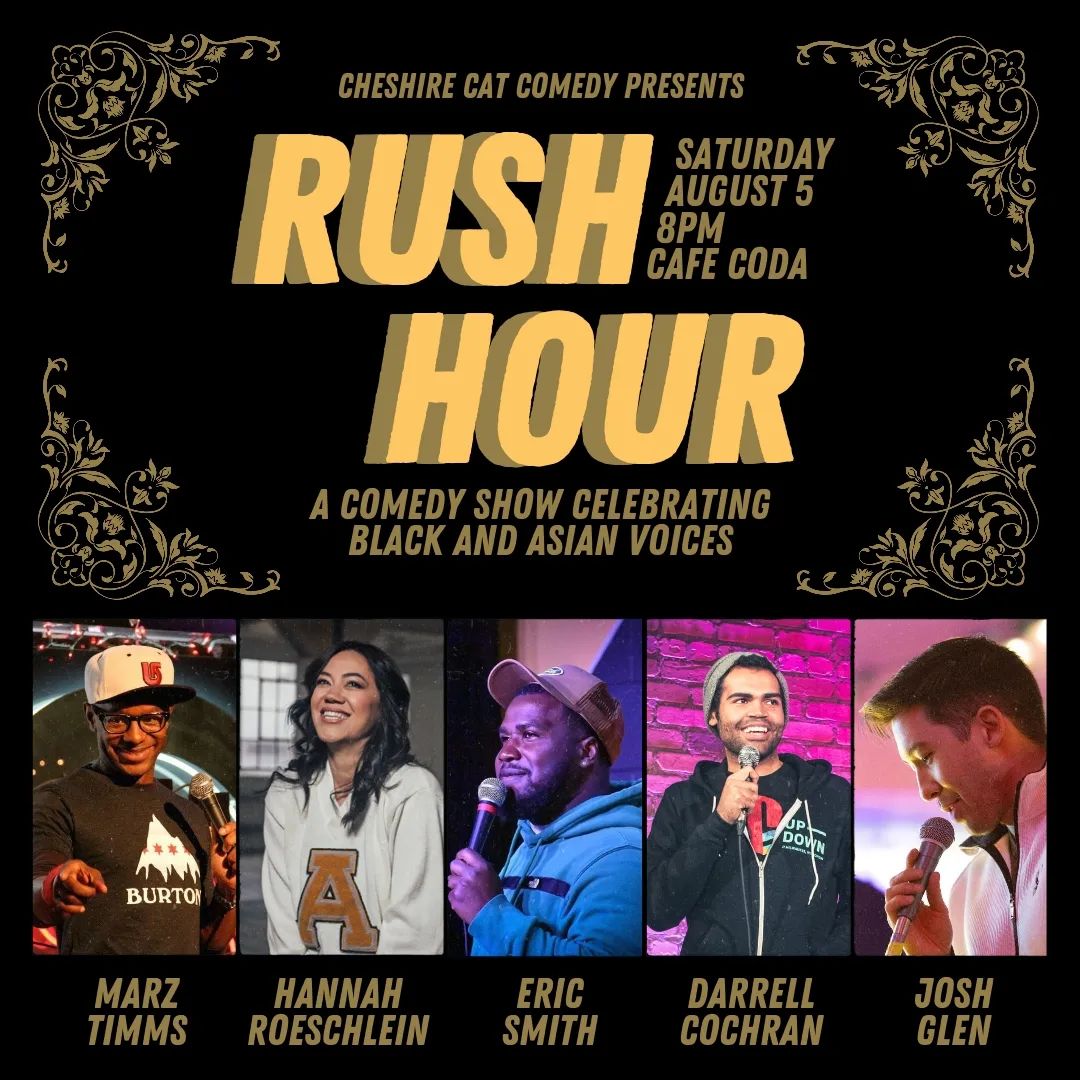 CHESHIRE CAT COMEDY PRESENTS
RUSH
HOUR
SATURDAY
AUGUST 5
8PM
CAFE CODA
A COMEDY SHOW CELEBRATING
BLACK AND ASIAN VOICES
BURTON
A
UP
DOWN
MARZ
TIMMS
HANNAH
ROESCHLEIN
ERIC
SMITH
DARRELL
COCHRAN
JOSH
GLEN